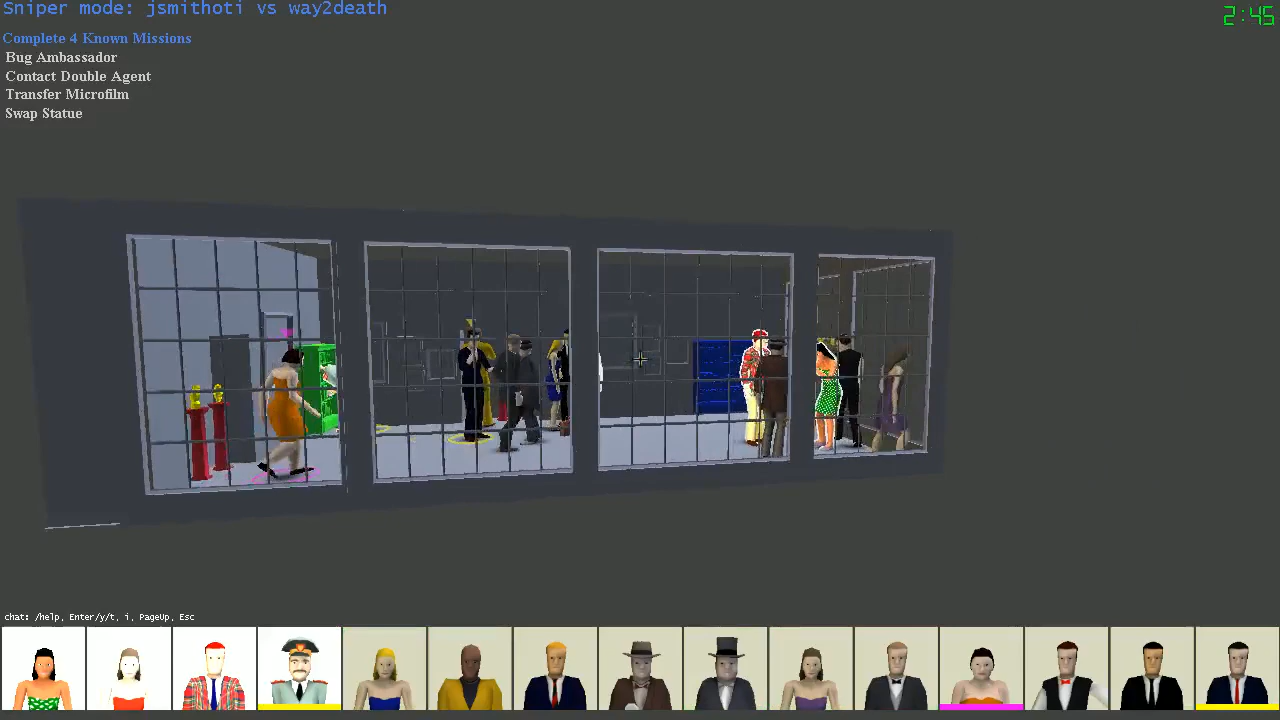 Sniper mode: jsmithoti vs way2death
2:45
Complete 4 Known Missions
Bug Ambassador
Contact Double Agent
Transfer Microfilm
Swap Statue
chat: /help, Enter/y/t, i, PageUp, Esc